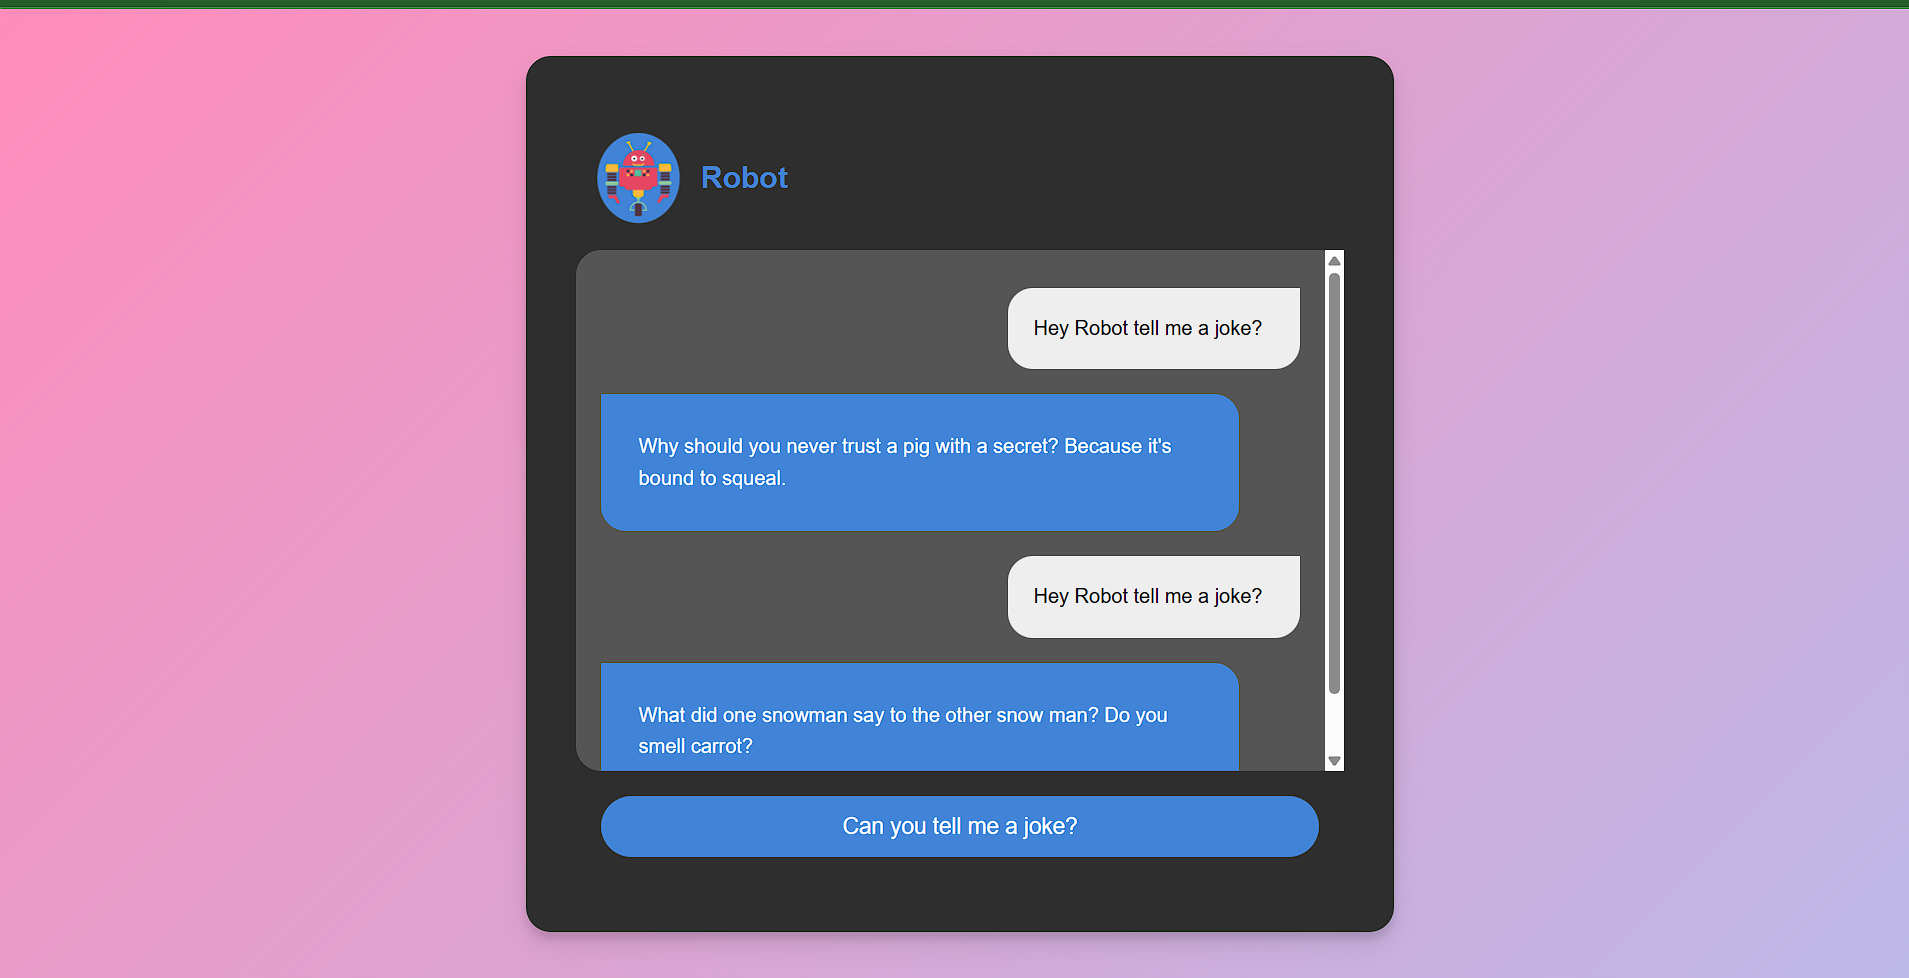 Robot
Hey Robot tell me a joke?
Why should you never trust a pig with a secret? Because it's
bound to squeal.
Hey Robot tell me a joke?
What did one snowman say to the other snow man? Do you
smell carrot?
Can you tell me a joke?